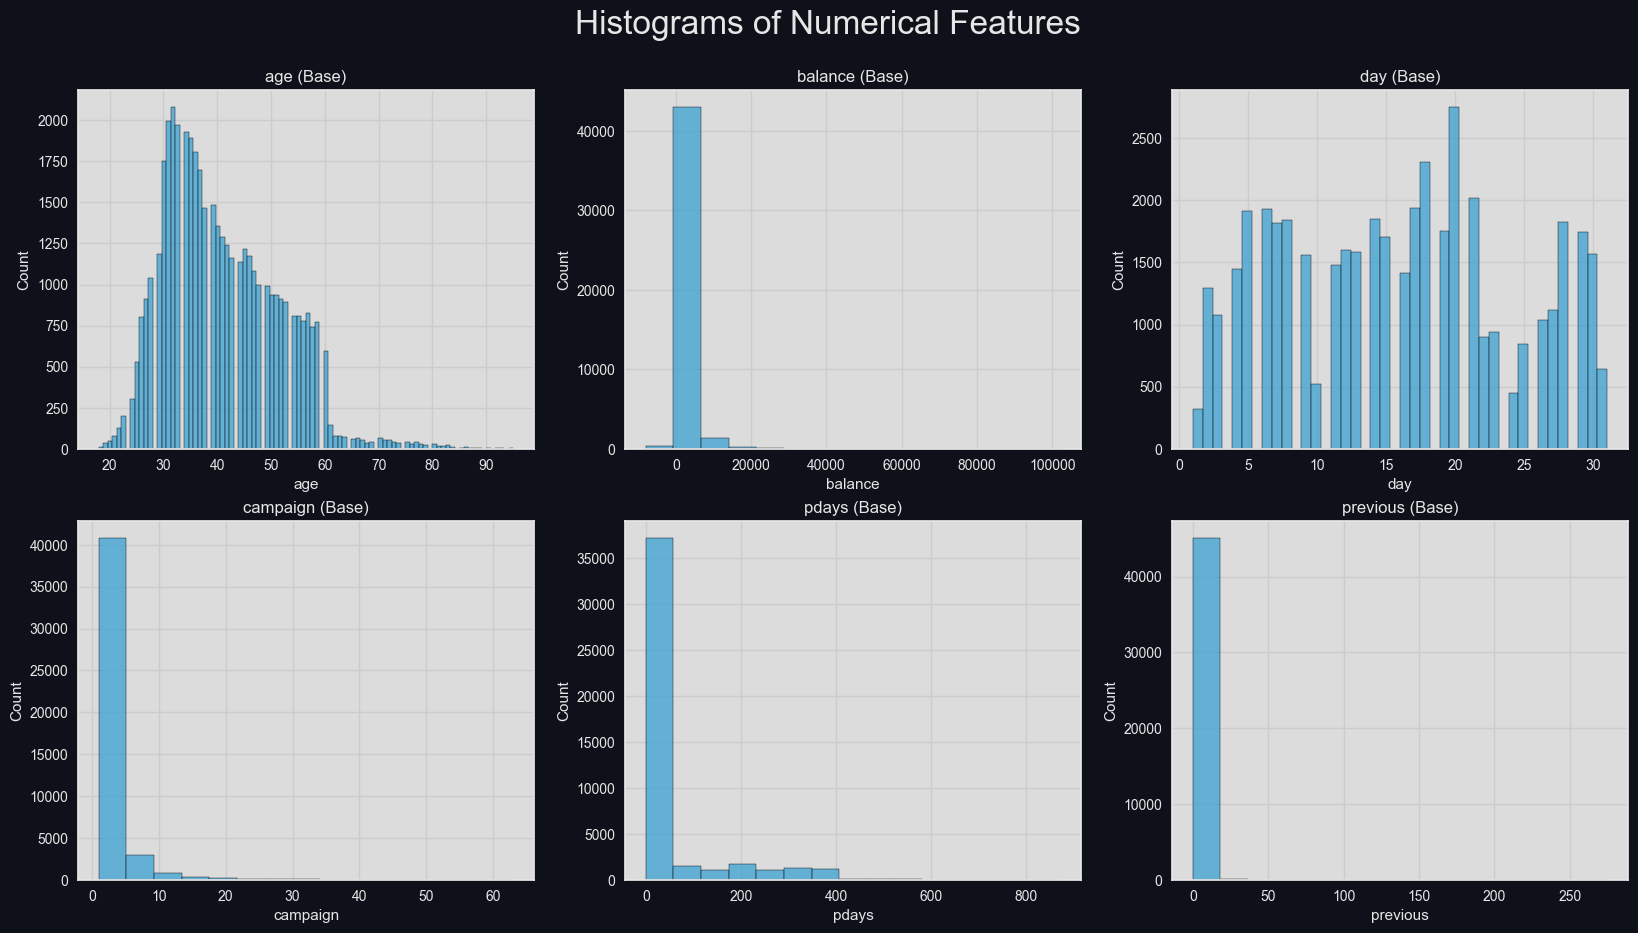 Histograms of Numerical Features
age (Base)
Count
2000
1750
1500
1250
1000
750
500
250
0
20 30 40 50 60 70 80 90
age
balance (Base)
Count
40000
30000
20000
10000
0
0 20000 40000 60000 80000 100000
balance
day (Base)
Count
2500
2000
1500
1000
500
0
0 5 10 15 20 25 30
day
campaign (Base)
Count
40000
35000
30000
25000
20000
15000
10000
5000
0
0 10 20 30 40 50 60
campaign
pdays (Base)
Count
35000
30000
25000
20000
15000
10000
5000
0
0 200 400 600 800
pdays
previous (Base)
Count
40000
30000
20000
10000
0
0 50 100 150 200 250
previous